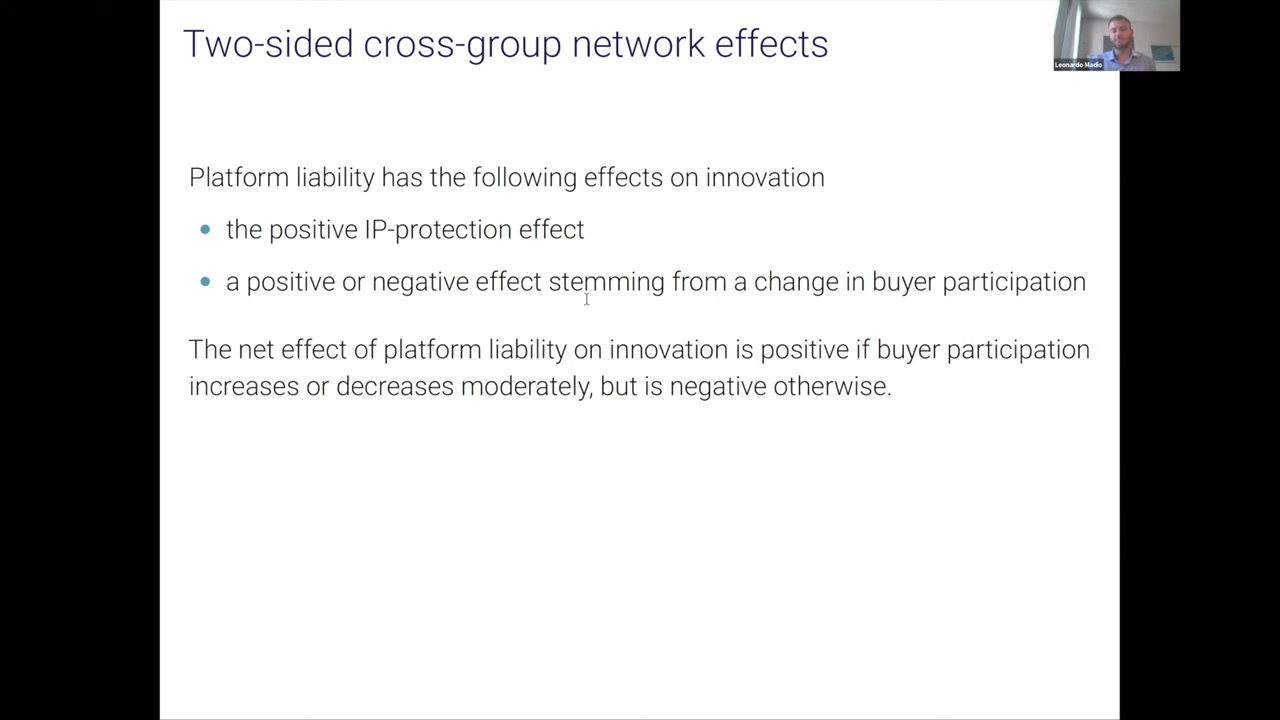 Two-sided cross-group network effects
Leonardo Madio
Platform liability has the following effects on innovation
• the positive IP-protection effect
• a positive or negative effect stemming from a change in buyer participation
The net effect of platform liability on innovation is positive if buyer participation
increases or decreases moderately, but is negative otherwise.